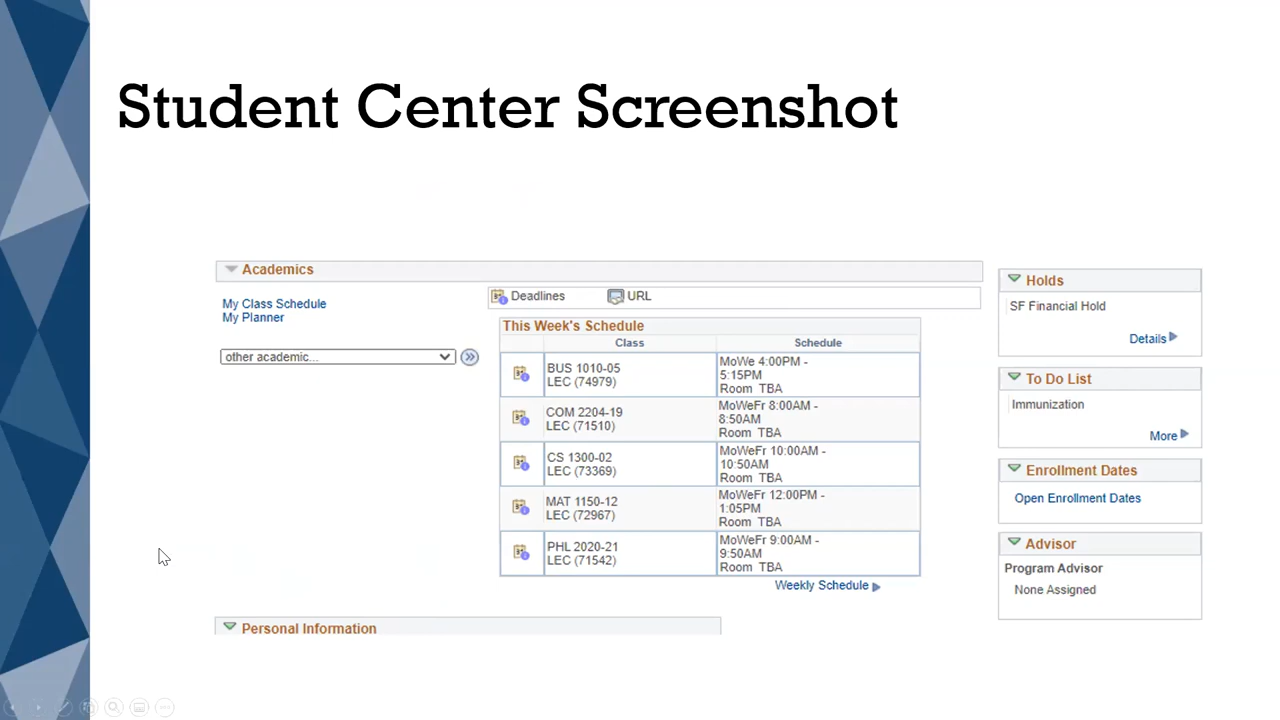 Student Center Screenshot
Academics
My Class Schedule
My Planner
other academic...
Deadlines
URL
This Week's Schedule
Class
Schedule
BUS 1010-05
LEC (74979)
MoWe 4:00PM -
5:15PM
Room TBA
COM 2204-19
LEC (71510)
MoWeFr 8:00AM -
8:50AM
Room TBA
CS 1300-02
LEC (73369)
MoWeFr 10:00AM -
10:50AM
Room TBA
MAT 1150-12
LEC (72967)
MoWeFr 12:00PM -
1:05PM
Room TBA
PHL 2020-21
LEC (71542)
MoWeFr 9:00AM -
9:50AM
Room TBA
Weekly Schedule
Personal Information
Holds
SF Financial Hold
Details
To Do List
Immunization
More
Enrollment Dates
Open Enrollment Dates
Advisor
Program Advisor
None Assigned